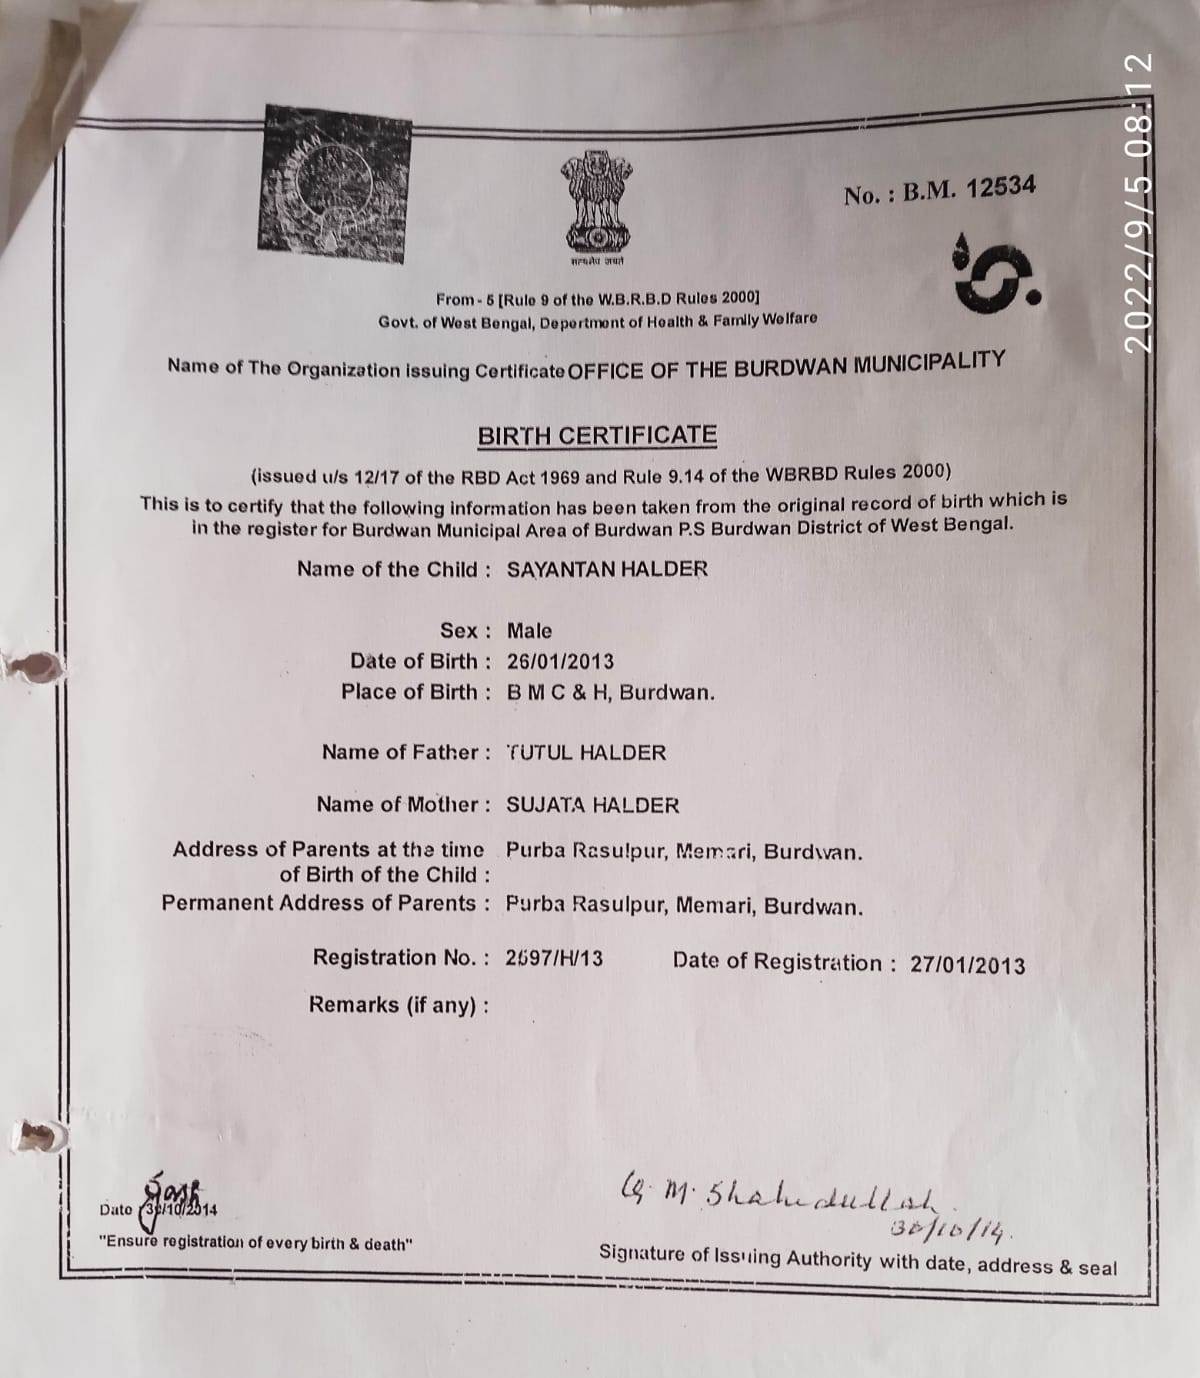 2022/9/5 08:12
No. : B.M. 12534
सत्यमेव जयते
From - 5 [Rule 9 of the W.B.R.B.D Rules 2000]
Govt. of West Bengal, Depertment of Health & Family Welfare
Name of The Organization issuing Certificate OFFICE OF THE BURDWAN MUNICIPALITY
BIRTH CERTIFICATE
(issued u/s 12/17 of the RBD Act 1969 and Rule 9.14 of the WBRBD Rules 2000)
This is to certify that the following information has been taken from the original record of birth which is
in the register for Burdwan Municipal Area of Burdwan P.S Burdwan District of West Bengal.
Name of the Child : SAYANTAN HALDER
Sex : Male
Date of Birth : 26/01/2013
Place of Birth : B M C & H, Burdwan.
Name of Father : TUTUL HALDER
Name of Mother : SUJATA HALDER
Address of Parents at the time Purba Rasulpur, Memari, Burdwan.
of Birth of the Child :
Permanent Address of Parents : Purba Rasulpur, Memari, Burdwan.
Registration No. : 2697/H/13 Date of Registration : 27/01/2013
Remarks (if any) :
M. Shahidullah
30/10/14.
Date 30/10/2014
"Ensure registration of every birth & death"
Signature of Issuing Authority with date, address & seal